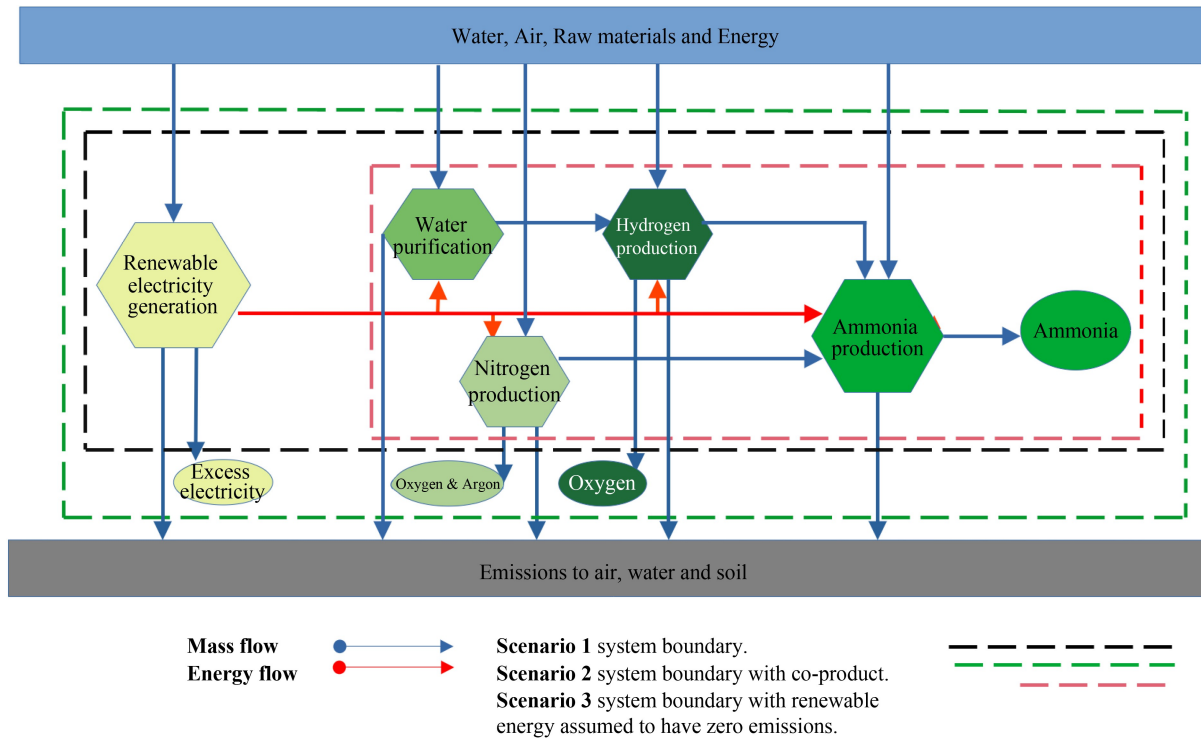 Water, Air, Raw materials and Energy
Water
purification
Hydrogen
production
Renewable
electricity
generation
Ammonia
production
Ammonia
Nitrogen
production
Excess
electricity
Oxygen & Argon
Oxygen
Emissions to air, water and soil
Mass flow
Energy flow
Scenario 1 system boundary.
Scenario 2 system boundary with co-product.
Scenario 3 system boundary with renewable
energy assumed to have zero emissions.